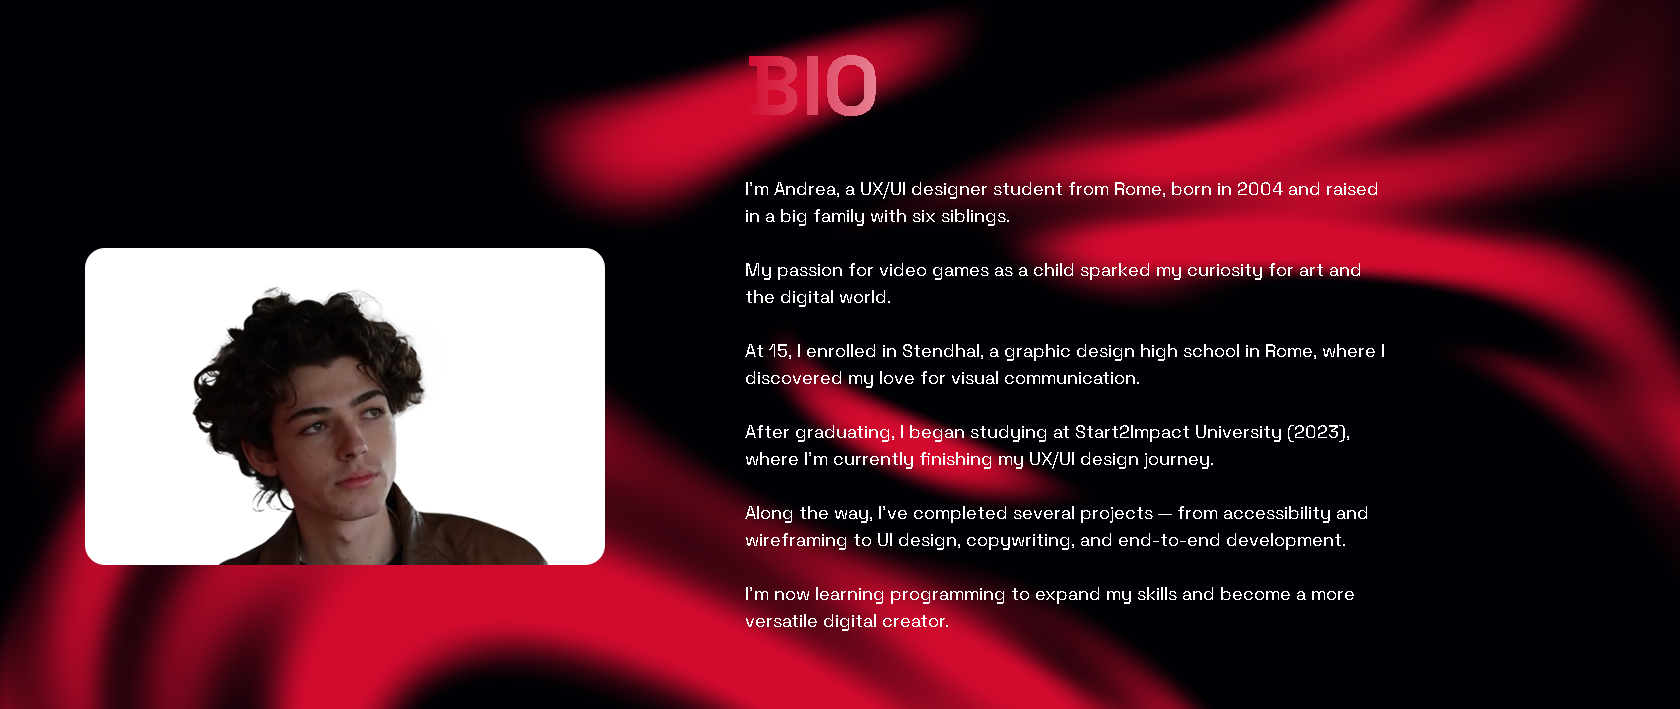 BIO
I'm Andrea, a UX/UI designer student from Rome, born in 2004 and raised
in a big family with six siblings.
My passion for video games as a child sparked my curiosity for art and
the digital world.
At 15, I enrolled in Stendhal, a graphic design high school in Rome, where I
discovered my love for visual communication.
After graduating, I began studying at Start2Impact University (2023),
where I'm currently finishing my UX/UI design journey.
Along the way, I've completed several projects — from accessibility and
wireframing to UI design, copywriting, and end-to-end development.
I'm now learning programming to expand my skills and become a more
versatile digital creator.